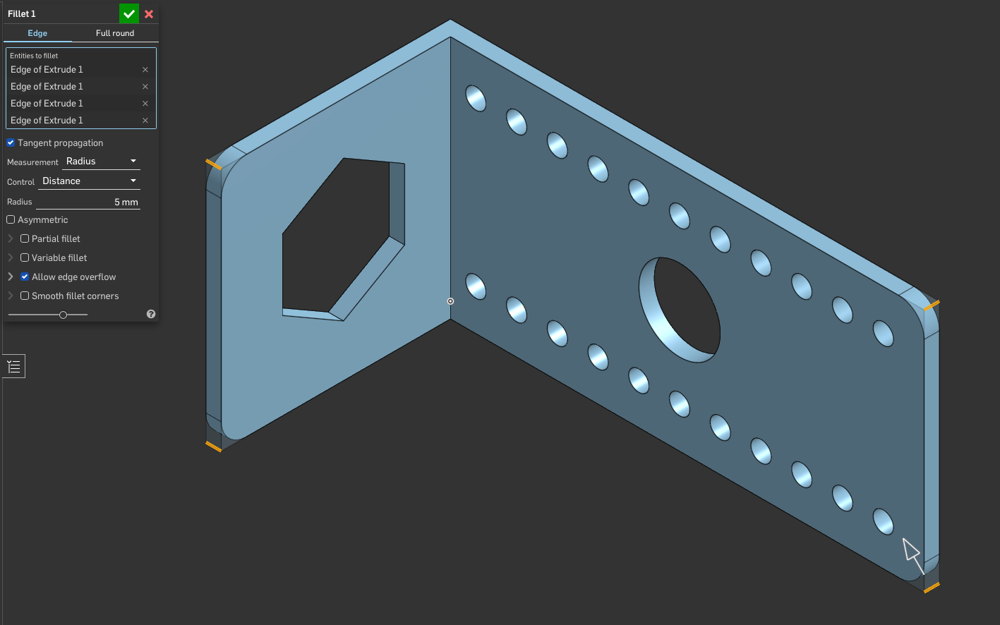 Fillet 1
Edge Full round
Entities to fillet
Edge of Extrude 1
Edge of Extrude 1
Edge of Extrude 1
Edge of Extrude 1
Tangent propagation
Measurement Radius
Control Distance
Radius 5 mm
Asymmetric
Partial fillet
Variable fillet
Allow edge overflow
Smooth fillet corners